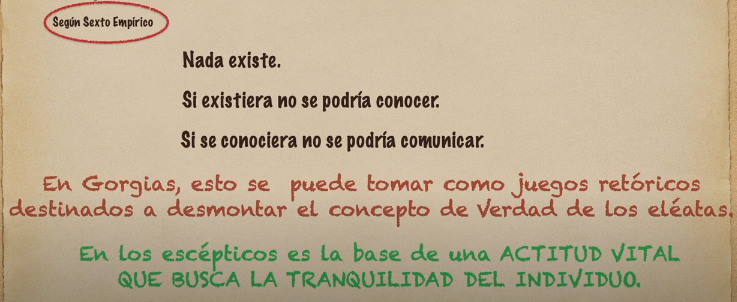 Según Sexto Empírico
Nada existe.
Si existiera no se podría conocer.
Si se conociera no se podría comunicar.
En Gorgias, esto se puede tomar como juegos retóricos
destinados a desmontar el concepto de Verdad de los eléatas.
En los escépticos es la base de una ACTITUD VITAL
QUE BUSCA LA TRANQUILIDAD DEL INDIVIDUO.